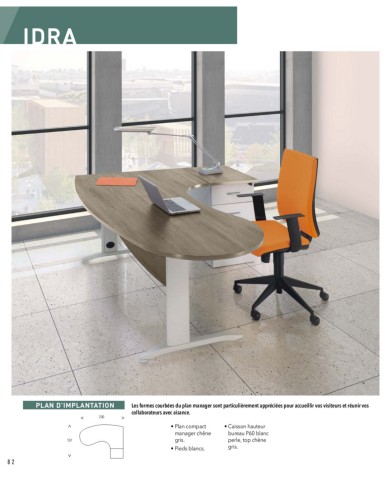 IDRA
PLAN D'IMPLANTATION
Les formes courbées du plan manager sont particulièrement appréciées pour accueillir vos visiteurs et réunir vos
collaborateurs avec aisance.
• Plan compact
manager chêne
gris.
• Pieds blancs.
• Caisson hauteur
bureau P60 blanc
perle, top chêne
gris.
82